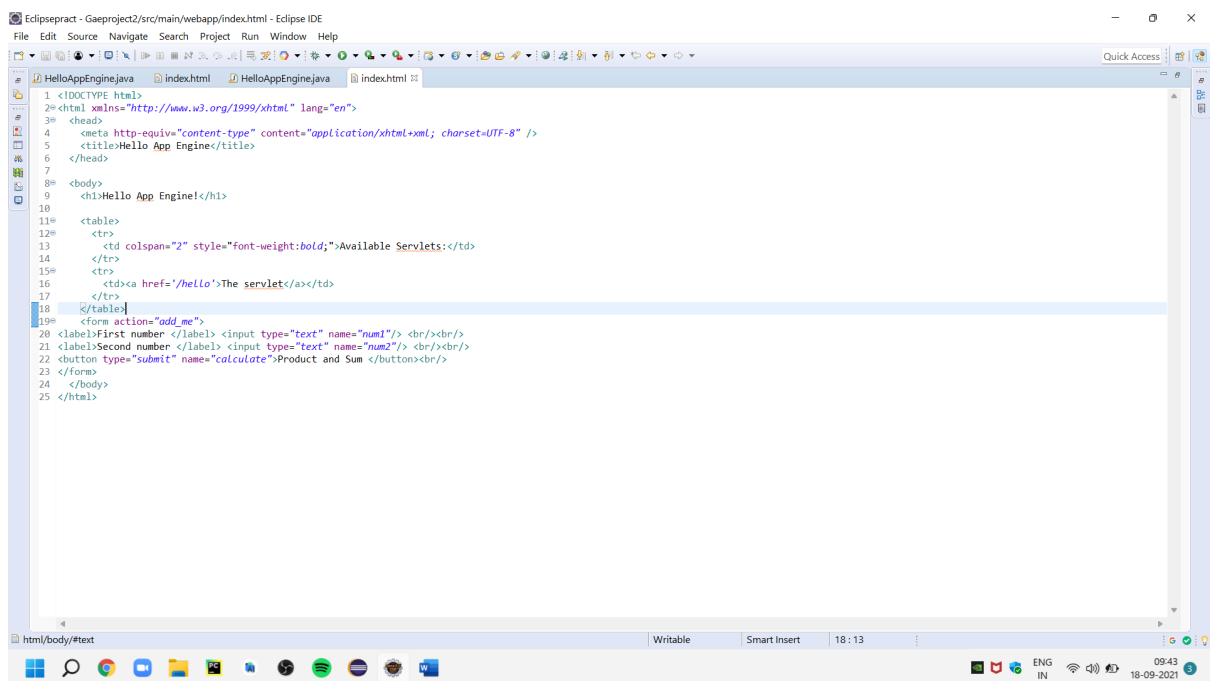 Eclipsepract - Gaeproject2/src/main/webapp/index.html - Eclipse IDE
File Edit Source Navigate Search Project Run Window Help
Quick Access
HelloAppEngine.java index.html HelloAppEngine.java index.html
1 <!DOCTYPE html>
2 <html xmlns="http://www.w3.org/1999/xhtml" lang="en">
3 <head>
4 <meta http-equiv="content-type" content="application/xhtml+xml; charset=UTF-8" />
5 <title>Hello App Engine</title>
6 </head>
7
8 <body>
9 <h1>Hello App Engine!</h1>
10
11 <table>
12 <tr>
13 <td colspan="2" style="font-weight:bold;">Available Servlets:</td>
14 </tr>
15 <tr>
16 <td><a href='/hello'>The servlet</a></td>
17 </tr>
18 </table>
19 <form action="add_me">
20 <label>First number </label> <input type="text" name="num1"/> <br/><br/>
21 <label>Second number </label> <input type="text" name="num2"/> <br/><br/>
22 <button type="submit" name="calculate">Product and Sum </button><br/>
23 </form>
24 </body>
25 </html>
html/body/#text Writable Smart Insert 18 : 13
ENG
IN
09:43
18-09-2021
3